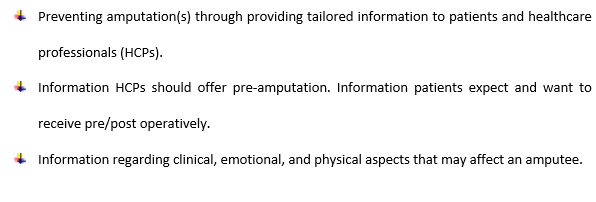 Preventing amputation(s) through providing tailored information to patients and healthcare
professionals (HCPs).
Information HCPs should offer pre-amputation. Information patients expect and want to
receive pre/post operatively.
Information regarding clinical, emotional, and physical aspects that may affect an amputee.